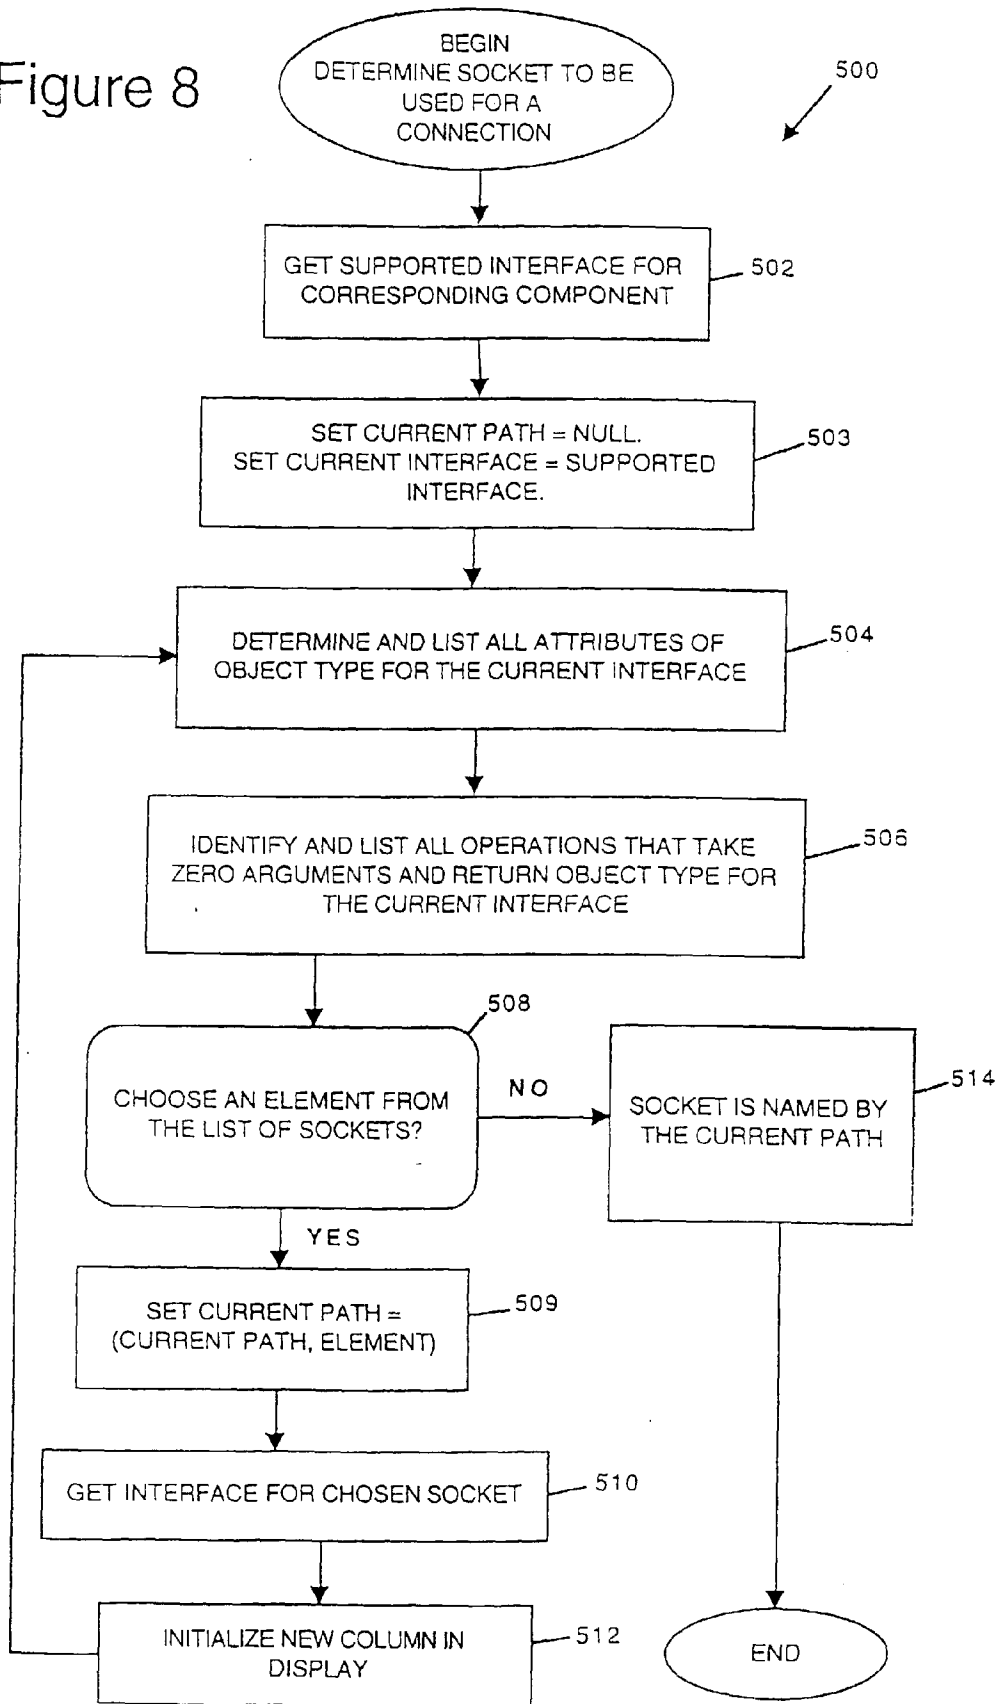 Figure 8
BEGIN
DETERMINE SOCKET TO BE
USED FOR A
CONNECTION
500
GET SUPPORTED INTERFACE FOR
CORRESPONDING COMPONENT
502
SET CURRENT PATH = NULL.
SET CURRENT INTERFACE = SUPPORTED
INTERFACE.
503
DETERMINE AND LIST ALL ATTRIBUTES OF
OBJECT TYPE FOR THE CURRENT INTERFACE
504
IDENTIFY AND LIST ALL OPERATIONS THAT TAKE
ZERO ARGUMENTS AND RETURN OBJECT TYPE FOR
THE CURRENT INTERFACE
506
508
CHOOSE AN ELEMENT FROM
THE LIST OF SOCKETS?
NO
SOCKET IS NAMED BY
THE CURRENT PATH
514
YES
SET CURRENT PATH =
(CURRENT PATH, ELEMENT)
509
GET INTERFACE FOR CHOSEN SOCKET
510
INITIALIZE NEW COLUMN IN
DISPLAY
512
END